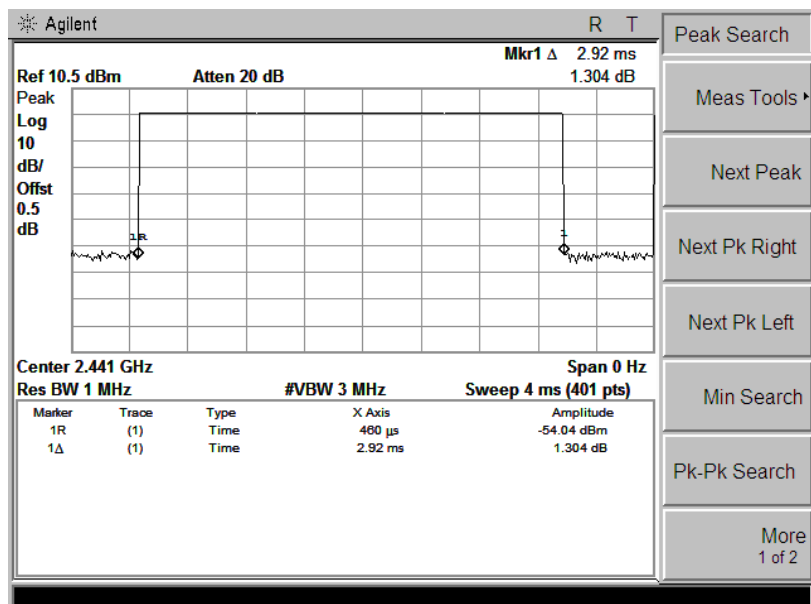 Agilent
R T
Mkr1 Δ 2.92 ms
Ref 10.5 dBm Atten 20 dB 1.304 dB
Peak
Log
10
dB/
Offst
0.5
dB
1R
1
Center 2.441 GHz Span 0 Hz
Res BW 1 MHz #VBW 3 MHz Sweep 4 ms (401 pts)
Marker Trace Type X Axis Amplitude
1R (1) Time 460 µs -54.04 dBm
1Δ (1) Time 2.92 ms 1.304 dB
Peak Search
Meas Tools
Next Peak
Next Pk Right
Next Pk Left
Min Search
Pk-Pk Search
More
1 of 2